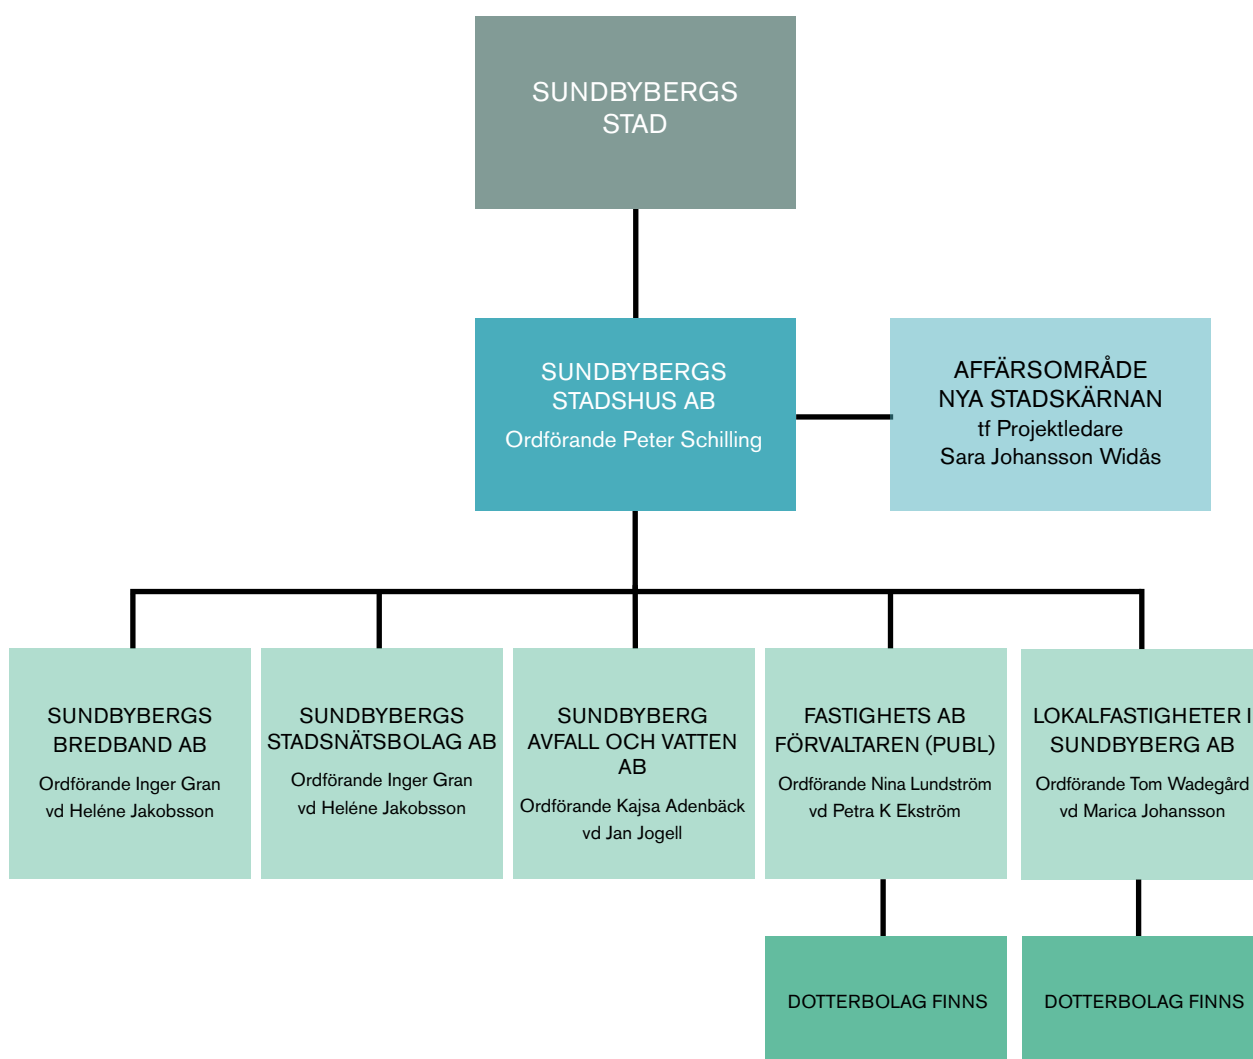 SUNDBYBERGS
STAD
SUNDBYBERGS
STADSHUS AB
Ordförande Peter Schilling
AFFÄRSOMRÅDE
NYA STADSKÄRNAN
tf Projektledare
Sara Johansson Widås
SUNDBYBERGS
BREDBAND AB
Ordförande Inger Gran
vd Heléne Jakobsson
SUNDBYBERGS
STADSNÄTSBOLAG AB
Ordförande Inger Gran
vd Heléne Jakobsson
SUNDBYBERG
AVFALL OCH VATTEN
AB
Ordförande Kajsa Adenbäck
vd Jan Jogell
FASTIGHETS AB
FÖRVALTAREN (PUBL)
Ordförande Nina Lundström
vd Petra K Ekström
LOKALFASTIGHETER I
SUNDBYBERG AB
Ordförande Tom Wadegård
vd Marica Johansson
DOTTERBOLAG FINNS
DOTTERBOLAG FINNS